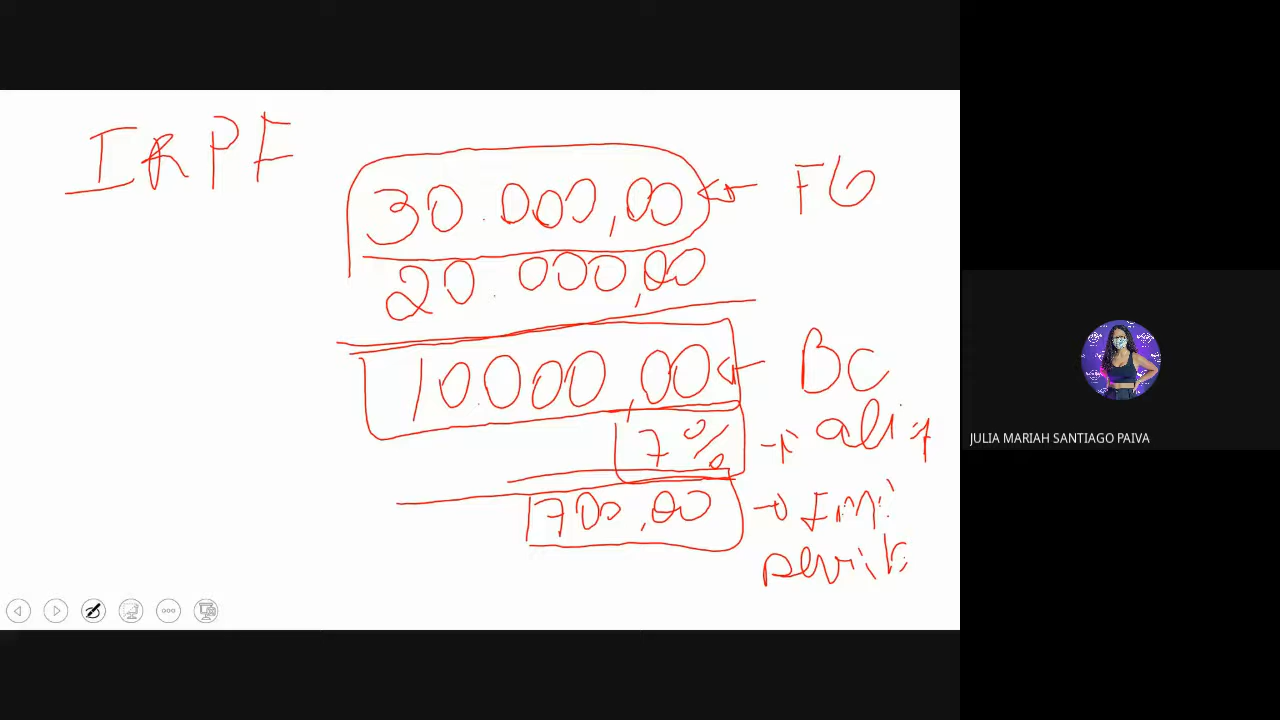 IRPF
30.000,00 ← FG
20.000,00
10.000,00 ← BC
7% → aliq
700,00 →
JULIA MARIAH SANTIAGO PAIVA